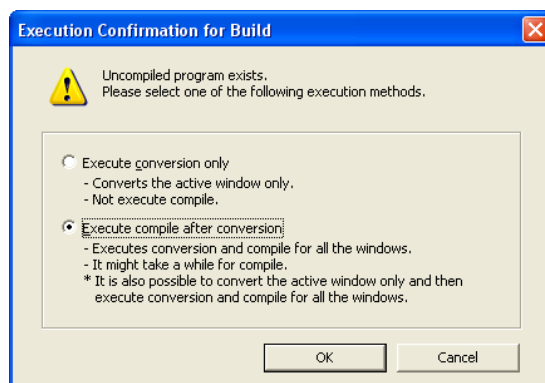 Execution Confirmation for Build
Uncompiled program exists.
Please select one of the following execution methods.
Execute conversion only
- Converts the active window only.
- Not execute compile.
Execute compile after conversion
- Executes conversion and compile for all the windows.
- It might take a while for compile.
* It is also possible to convert the active window only and then
execute conversion and compile for all the windows.
OK
Cancel